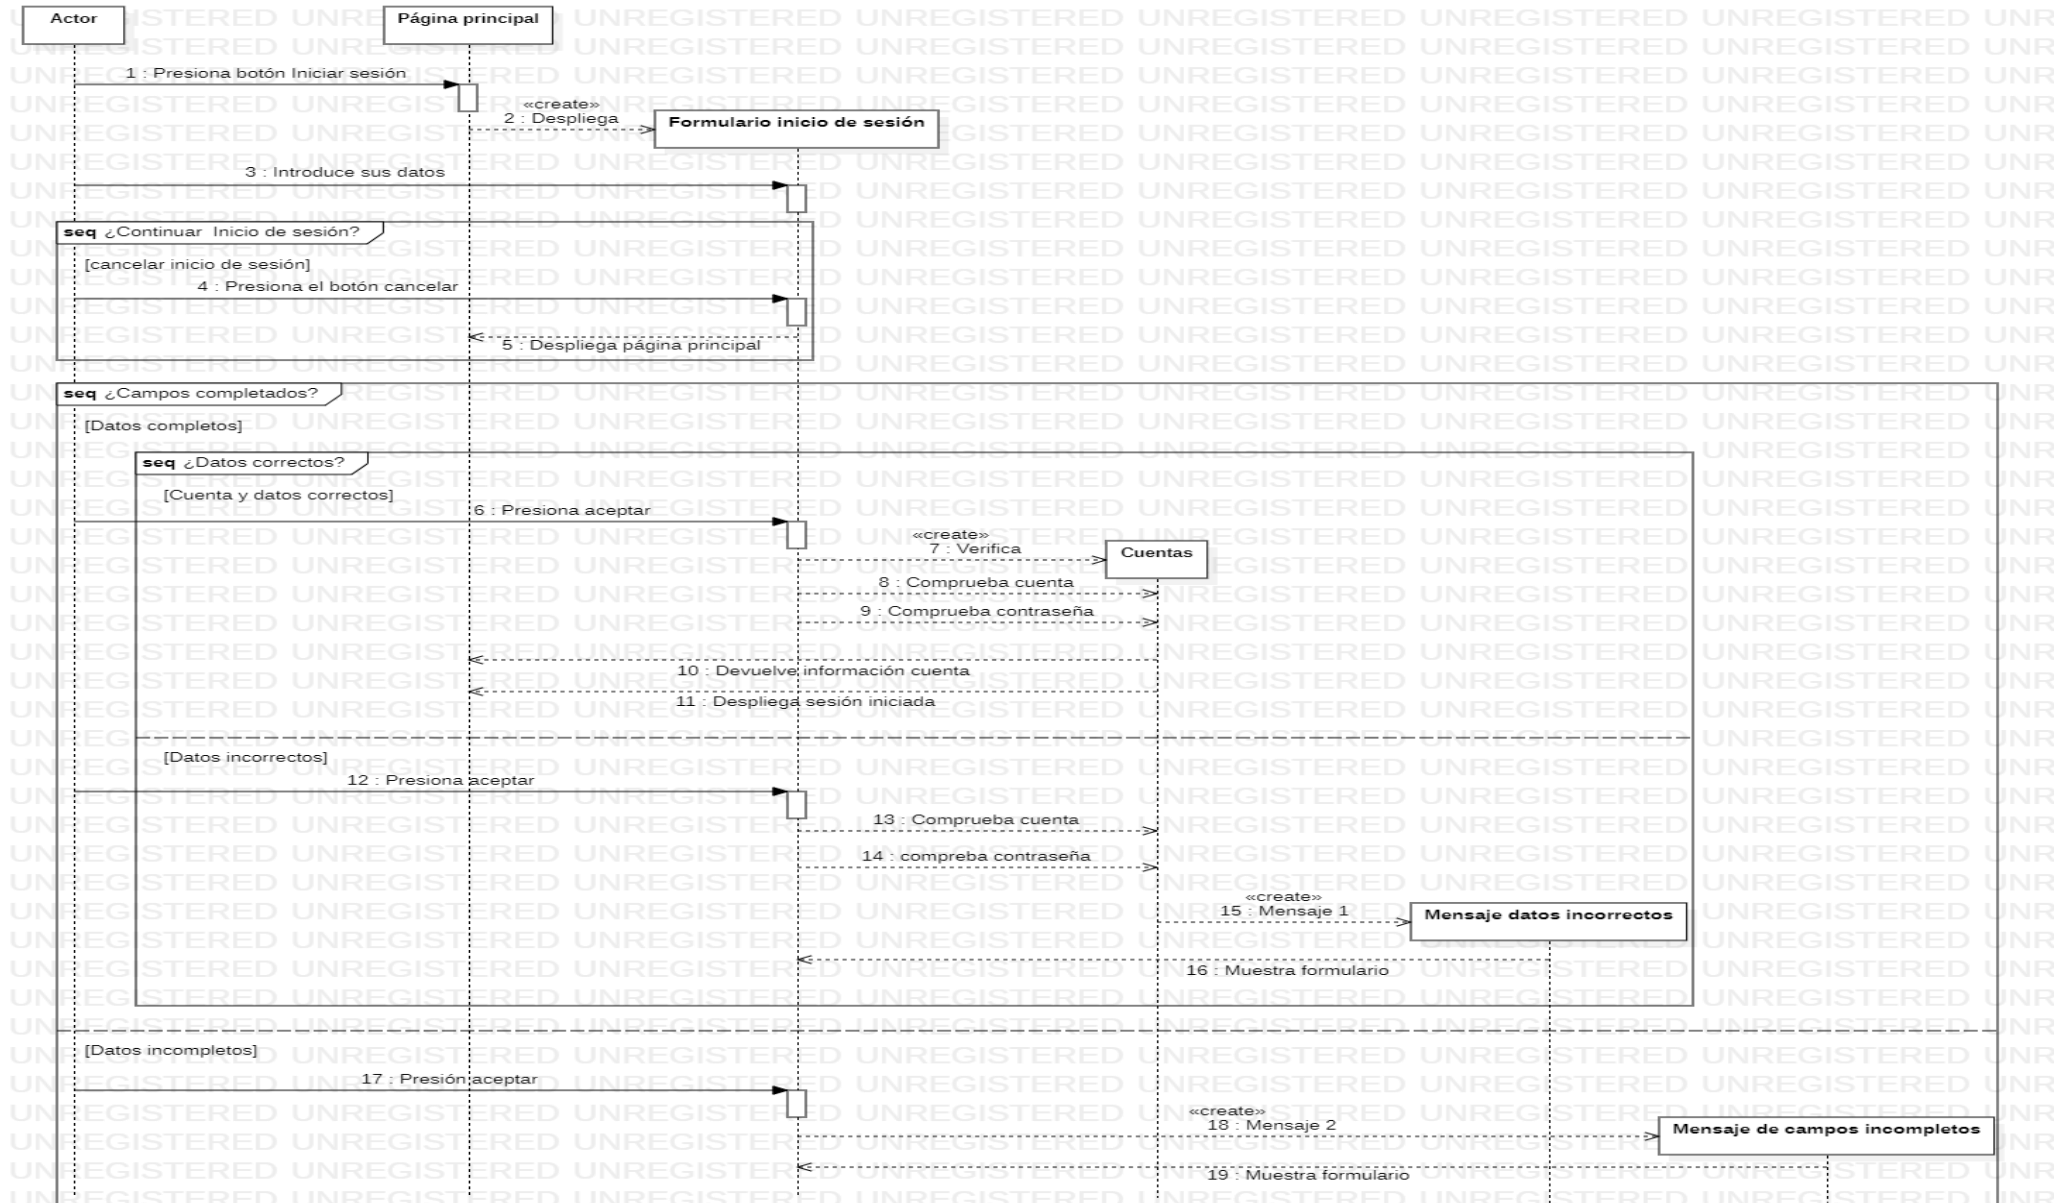 Actor
Página principal
1 : Presiona botón Iniciar sesión
«create»
2 : Despliega
Formulario inicio de sesión
3 : Introduce sus datos
seq ¿Continuar Inicio de sesión?
[cancelar inicio de sesión]
4 : Presiona el botón cancelar
5 : Despliega página principal
seq ¿Campos completados?
[Datos completos]
seq ¿Datos correctos?
[Cuenta y datos correctos]
6 : Presiona aceptar
«create»
7 : Verifica
Cuentas
8 : Comprueba cuenta
9 : Comprueba contraseña
10 : Devuelve información cuenta
11 : Despliega sesión iniciada
[Datos incorrectos]
12 : Presiona aceptar
13 : Comprueba cuenta
14 : compreba contraseña
«create»
15 : Mensaje 1
Mensaje datos incorrectos
16 : Muestra formulario
[Datos incompletos]
17 : Presión aceptar
«create»
18 : Mensaje 2
Mensaje de campos incompletos
19 : Muestra formulario
UNREGISTERED